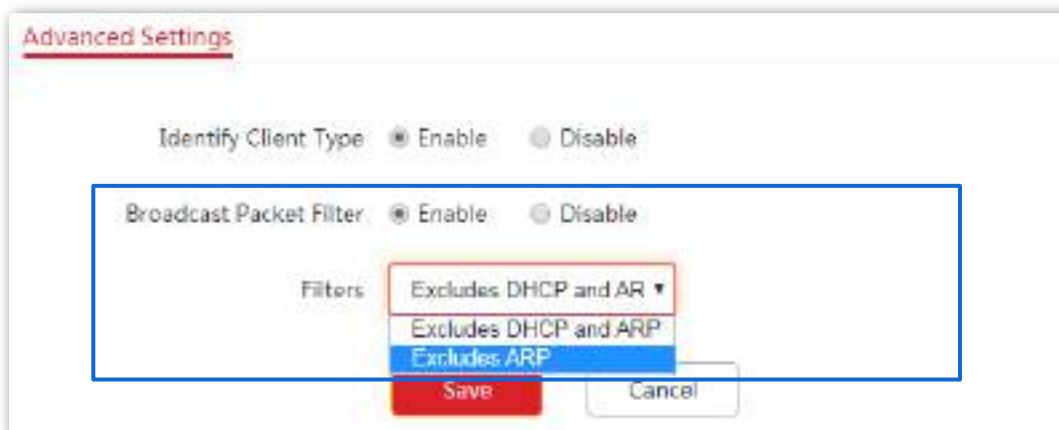 Advanced Settings
Identify Client Type Enable Disable
Broadcast Packet Filter Enable Disable
Filters Excludes DHCP and AR
Excludes DHCP and ARP
Excludes ARP
Save Cancel